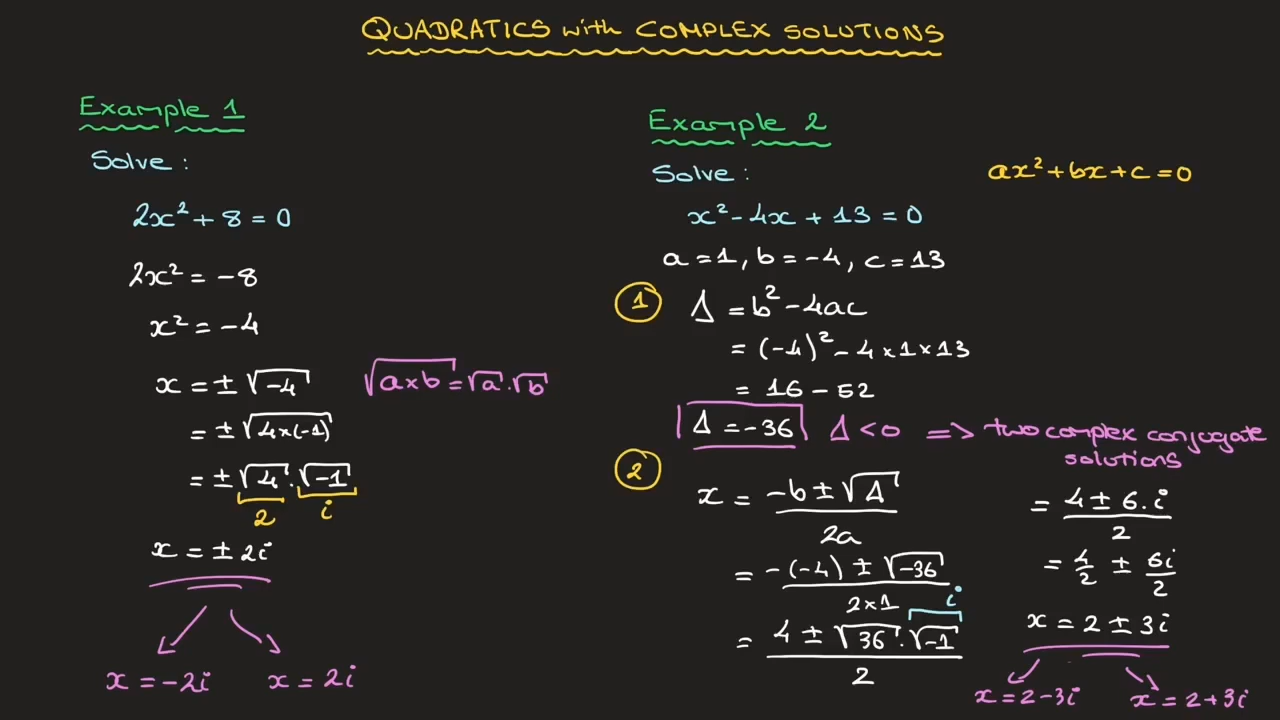 QUADRATICS with COMPLEX SOLUTIONS
Example 1
Solve :
2x² + 8 = 0
2x² = -8
x² = -4
x = ± √-4
√a×b = √a · √b
= ± √4×(-1)
= ± √4 · √-1
2 i
x = ± 2i
x = -2i x = 2i
Example 2
Solve :
ax² + bx + c = 0
x² - 4x + 13 = 0
a = 1, b = -4, c = 13
1 Δ = b² - 4ac
= (-4)² - 4×1×13
= 16 - 52
Δ = -36 Δ < 0 => two complex conjugate
solutions
2 x = (-b ± √Δ)/2a
= (-(-4) ± √-36)/(2×1)
i
= (4 ± √36 · √-1)/2
= (4 ± 6.i)/2
= 4/2 ± 6i/2
x = 2 ± 3i
x = 2-3i x = 2+3i